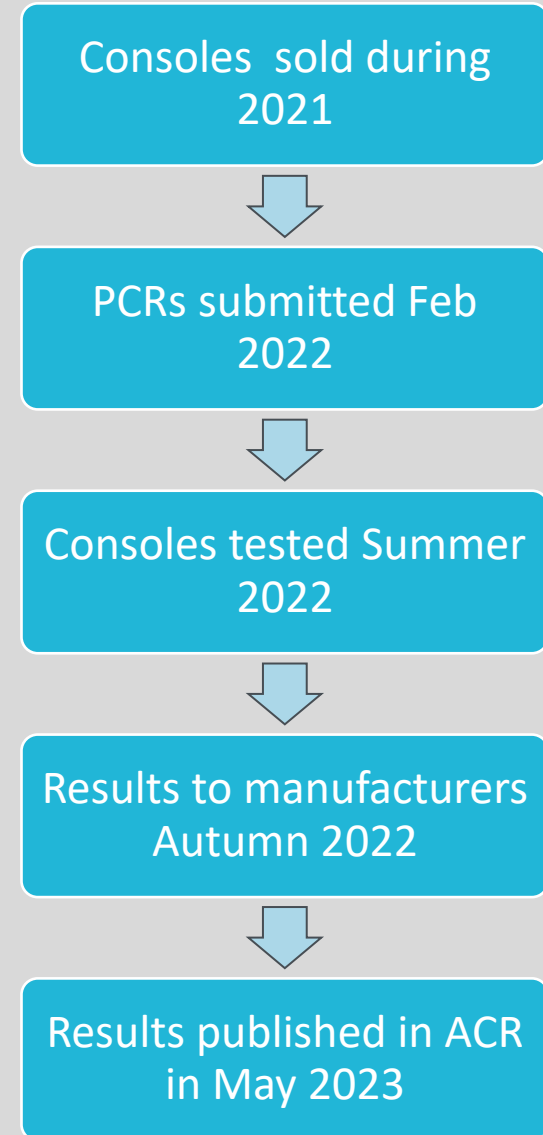 Consoles sold during
2021
PCRs submitted Feb
2022
Consoles tested Summer
2022
Results to manufacturers
Autumn 2022
Results published in ACR
in May 2023